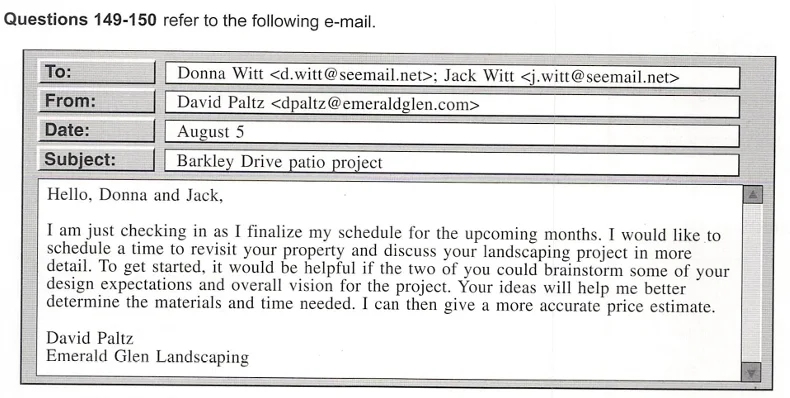 Questions 149-150 refer to the following e-mail.
To: Donna Witt <d.witt@seemail.net>; Jack Witt <j.witt@seemail.net>
From: David Paltz <dpaltz@emeraldglen.com>
Date: August 5
Subject: Barkley Drive patio project
Hello, Donna and Jack,
I am just checking in as I finalize my schedule for the upcoming months. I would like to
schedule a time to revisit your property and discuss your landscaping project in more
detail. To get started, it would be helpful if the two of you could brainstorm some of your
design expectations and overall vision for the project. Your ideas will help me better
determine the materials and time needed. I can then give a more accurate price estimate.
David Paltz
Emerald Glen Landscaping